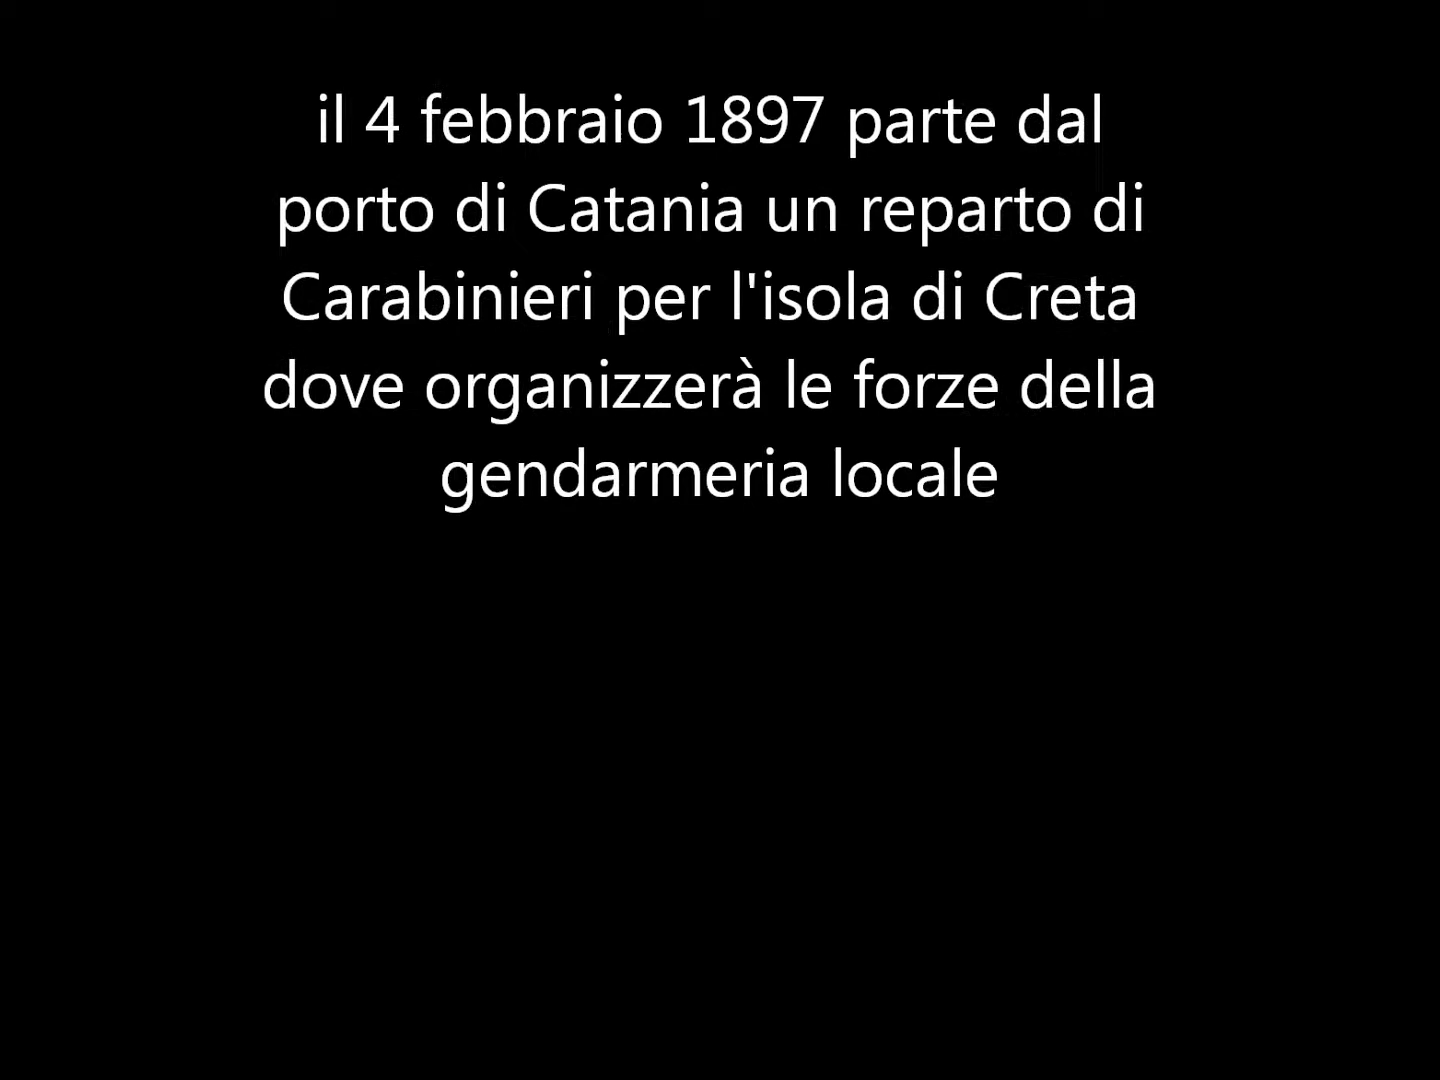 il 4 febbraio 1897 parte dal
porto di Catania un reparto di
Carabinieri per l'isola di Creta
dove organizzerà le forze della
gendarmeria locale